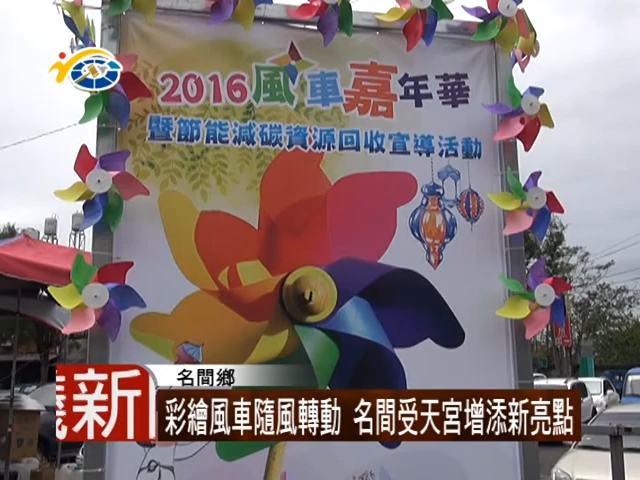 2016風車嘉年華
暨節能減碳資源回收宣導活動
名間鄉
新
彩繪風車隨風轉動 名間受天宮增添新亮點